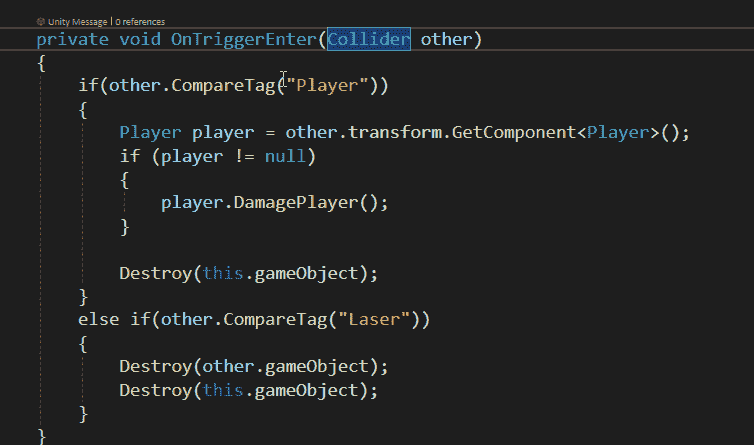 Unity Message | 0 references
private void OnTriggerEnter(Collider other)
{
if(other.CompareTag("Player"))
{
Player player = other.transform.GetComponent<Player>();
if (player != null)
{
player.DamagePlayer();
}
Destroy(this.gameObject);
}
else if(other.CompareTag("Laser"))
{
Destroy(other.gameObject);
Destroy(this.gameObject);
}
}